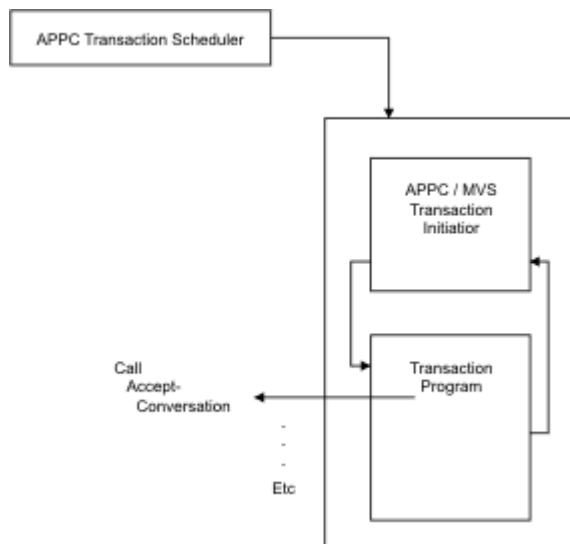 APPC Transaction Scheduler
APPC / MVS
Transaction
Initiatior
Transaction
Program
Call
Accept-
Conversation
-
-
-
Etc